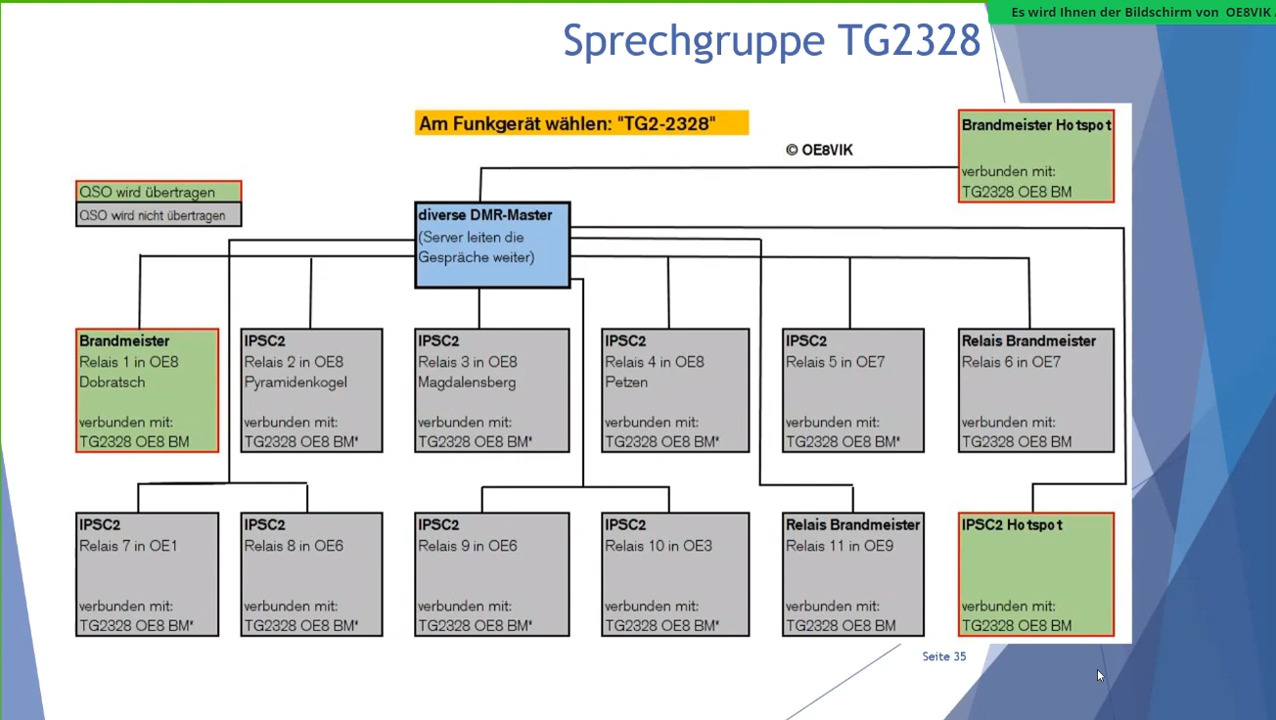 Es wird Ihnen der Bildschirm von OE8VIK
Sprechgruppe TG2328
Am Funkgerät wählen: "TG2-2328"
© OE8VIK
Brandmeister Hotspot
verbunden mit:
TG2328 OE8 BM
QSO wird übertragen
QSO wird nicht übertragen
diverse DMR-Master
(Server leiten die
Gespräche weiter)
Brandmeister
Relais 1 in OE8
Dobratsch
verbunden mit:
TG2328 OE8 BM
IPSC2
Relais 2 in OE8
Pyramidenkogel
verbunden mit:
TG2328 OE8 BM*
IPSC2
Relais 3 in OE8
Magdalensberg
verbunden mit:
TG2328 OE8 BM*
IPSC2
Relais 4 in OE8
Petzen
verbunden mit:
TG2328 OE8 BM*
IPSC2
Relais 5 in OE7
verbunden mit:
TG2328 OE8 BM*
Relais Brandmeister
Relais 6 in OE7
verbunden mit:
TG2328 OE8 BM
IPSC2
Relais 7 in OE1
verbunden mit:
TG2328 OE8 BM*
IPSC2
Relais 8 in OE6
verbunden mit:
TG2328 OE8 BM*
IPSC2
Relais 9 in OE6
verbunden mit:
TG2328 OE8 BM*
IPSC2
Relais 10 in OE3
verbunden mit:
TG2328 OE8 BM*
Relais Brandmeister
Relais 11 in OE9
verbunden mit:
TG2328 OE8 BM
IPSC2 Hotspot
verbunden mit:
TG2328 OE8 BM
Seite 35